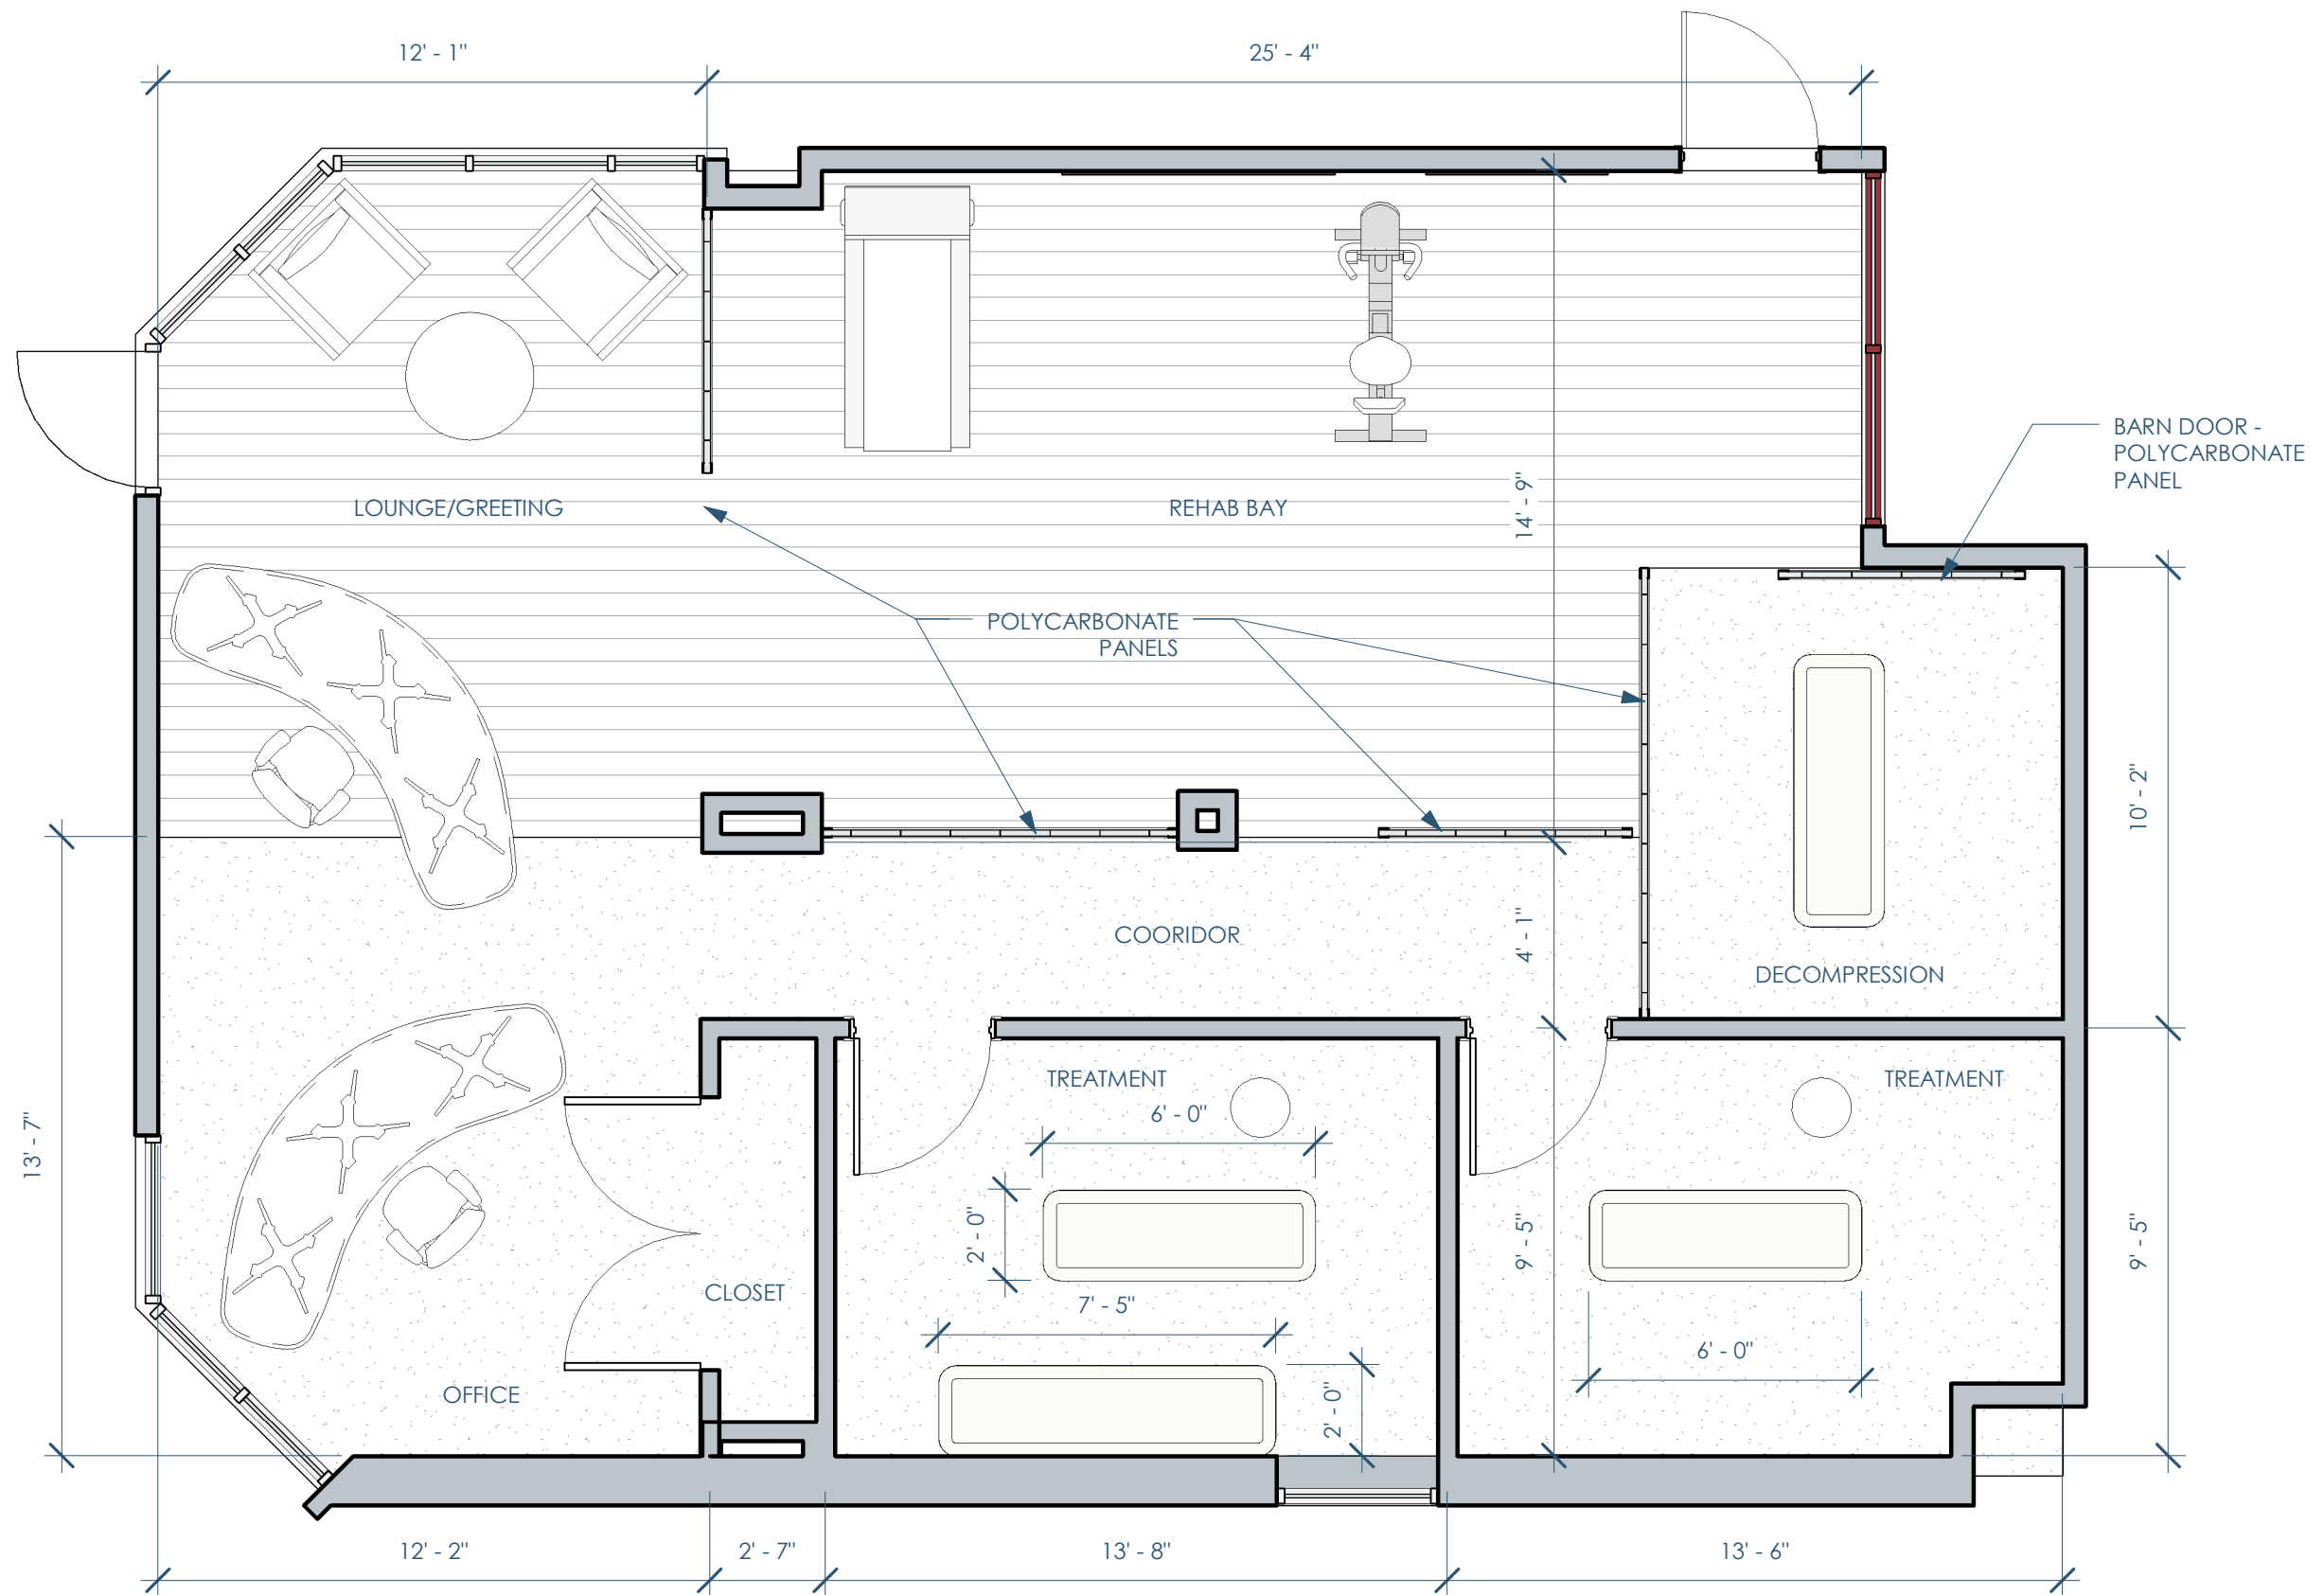 12' - 1"
25' - 4"
BARN DOOR -
POLYCARBONATE
PANEL
LOUNGE/GREETING
REHAB BAY
14' - 9"
POLYCARBONATE
PANELS
10' - 2"
COORIDOR
4' - 1"
DECOMPRESSION
TREATMENT
6' - 0"
TREATMENT
13' - 7"
2' - 0"
9' - 5"
9' - 5"
CLOSET
7' - 5"
6' - 0"
OFFICE
2' - 0"
12' - 2"
2' - 7"
13' - 8"
13' - 6"